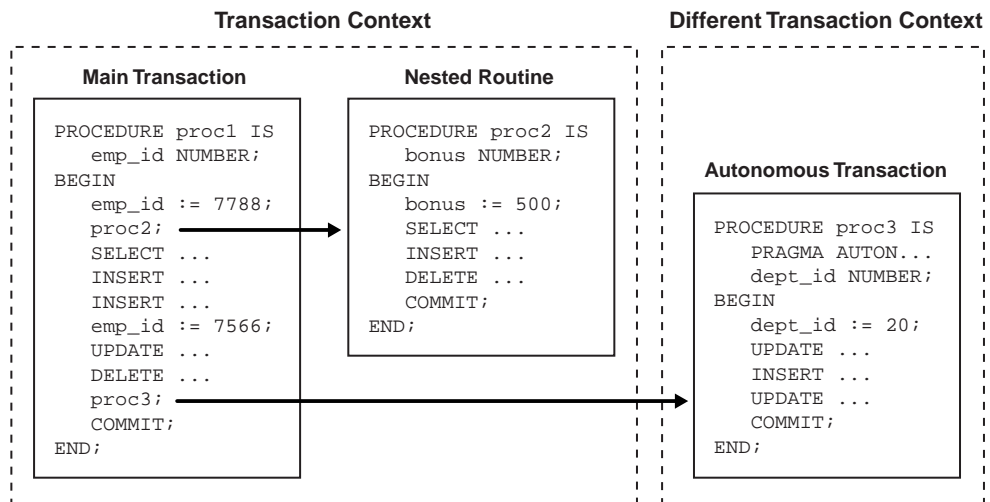 Transaction Context
Different Transaction Context
Main Transaction
PROCEDURE proc1 IS
emp_id NUMBER;
BEGIN
emp_id := 7788;
proc2;
SELECT ...
INSERT ...
INSERT ...
emp_id := 7566;
UPDATE ...
DELETE ...
proc3;
COMMIT;
END;
Nested Routine
PROCEDURE proc2 IS
bonus NUMBER;
BEGIN
bonus := 500;
SELECT ...
INSERT ...
DELETE ...
COMMIT;
END;
Autonomous Transaction
PROCEDURE proc3 IS
PRAGMA AUTON...
dept_id NUMBER;
BEGIN
dept_id := 20;
UPDATE ...
INSERT ...
UPDATE ...
COMMIT;
END;